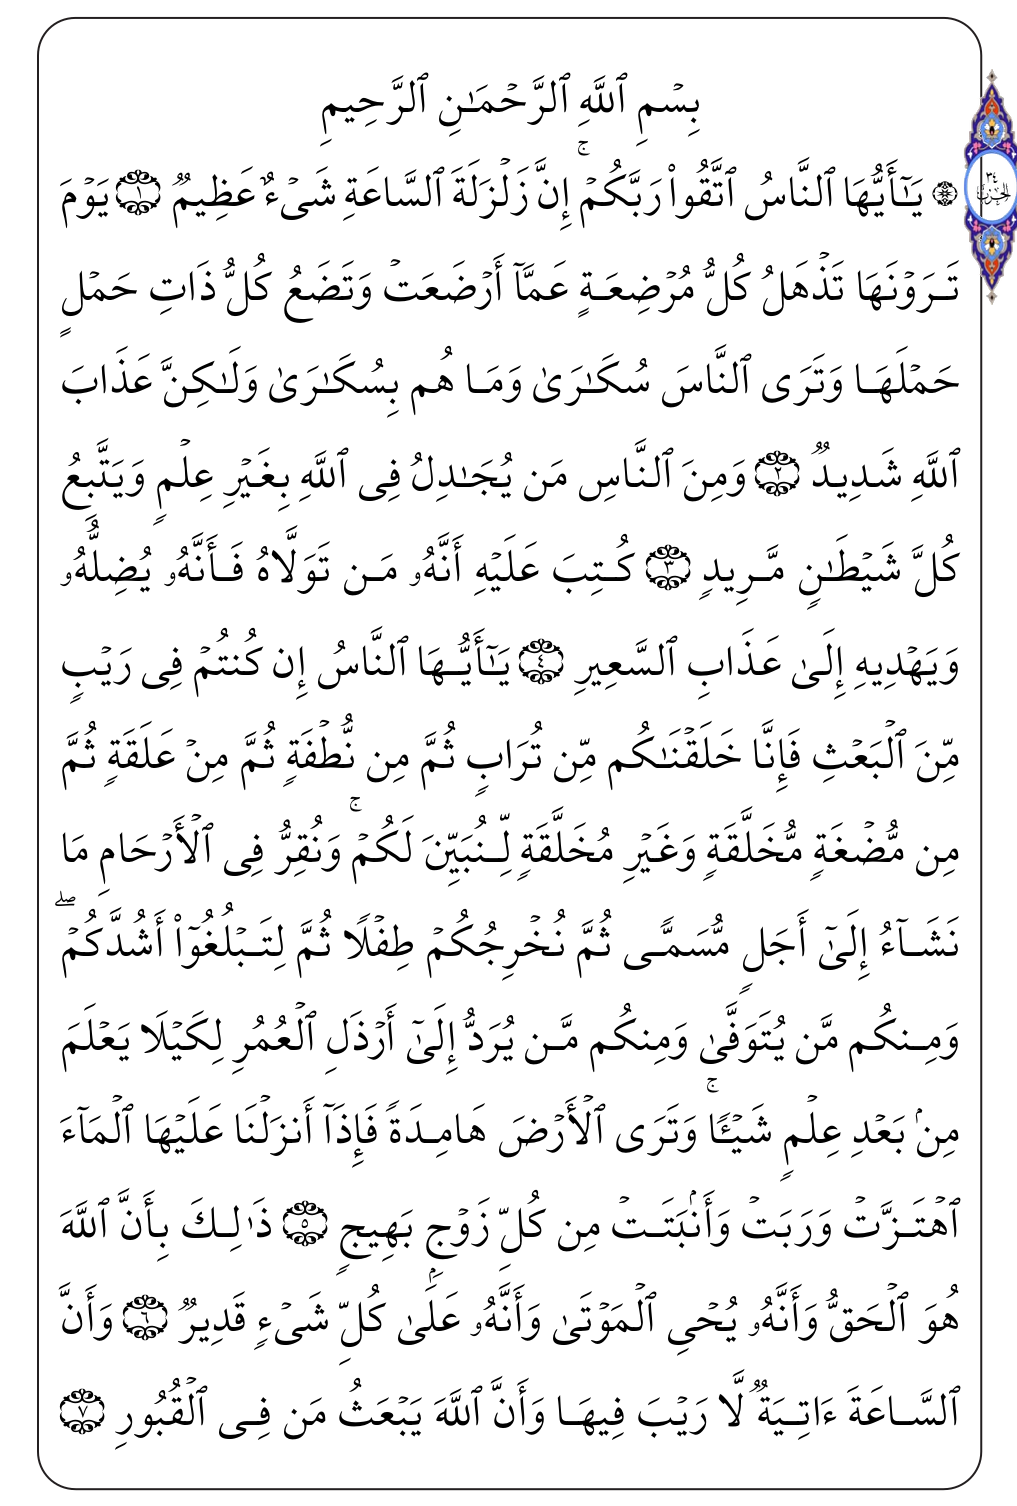 بِسْمِ ٱللَّهِ ٱلرَّحْمَـٰنِ ٱلرَّحِيمِ
۞ يَـٰٓأَيُّهَا ٱلنَّاسُ ٱتَّقُوا۟ رَبَّكُمْ ۚ إِنَّ زَلْزَلَةَ ٱلسَّاعَةِ شَىْءٌ عَظِيمٌ ١ يَوْمَ
الحزب ٣٤
تَرَوْنَهَا تَذْهَلُ كُلُّ مُرْضِعَةٍ عَمَّآ أَرْضَعَتْ وَتَضَعُ كُلُّ ذَاتِ حَمْلٍ
حَمْلَهَا وَتَرَى ٱلنَّاسَ سُكَـٰرَىٰ وَمَا هُم بِسُكَـٰرَىٰ وَلَـٰكِنَّ عَذَابَ
ٱللَّهِ شَدِيدٌ ٢ وَمِنَ ٱلنَّاسِ مَن يُجَـٰدِلُ فِى ٱللَّهِ بِغَيْرِ عِلْمٍ وَيَتَّبِعُ
كُلَّ شَيْطَـٰنٍ مَّرِيدٍ ٣ كُتِبَ عَلَيْهِ أَنَّهُۥ مَن تَوَلَّاهُ فَأَنَّهُۥ يُضِلُّهُۥ
وَيَهْدِيهِ إِلَىٰ عَذَابِ ٱلسَّعِيرِ ٤ يَـٰٓأَيُّهَا ٱلنَّاسُ إِن كُنتُمْ فِى رَيْبٍ
مِّنَ ٱلْبَعْثِ فَإِنَّا خَلَقْنَـٰكُم مِّن تُرَابٍ ثُمَّ مِن نُّطْفَةٍ ثُمَّ مِنْ عَلَقَةٍ ثُمَّ
مِن مُّضْغَةٍ مُّخَلَّقَةٍ وَغَيْرِ مُخَلَّقَةٍ لِّنُبَيِّنَ لَكُمْ ۚ وَنُقِرُّ فِى ٱلْأَرْحَامِ مَا
نَشَآءُ إِلَىٰٓ أَجَلٍ مُّسَمًّى ثُمَّ نُخْرِجُكُمْ طِفْلًا ثُمَّ لِتَبْلُغُوٓا۟ أَشُدَّكُمْ ۖ
وَمِنكُم مَّن يُتَوَفَّىٰ وَمِنكُم مَّن يُرَدُّ إِلَىٰٓ أَرْذَلِ ٱلْعُمُرِ لِكَيْلَا يَعْلَمَ
مِنۢ بَعْدِ عِلْمٍ شَيْـًٔا ۚ وَتَرَى ٱلْأَرْضَ هَامِدَةً فَإِذَآ أَنزَلْنَا عَلَيْهَا ٱلْمَآءَ
ٱهْتَزَّتْ وَرَبَتْ وَأَنۢبَتَتْ مِن كُلِّ زَوْجٍۭ بَهِيجٍ ٥ ذَٰلِكَ بِأَنَّ ٱللَّهَ
هُوَ ٱلْحَقُّ وَأَنَّهُۥ يُحْىِ ٱلْمَوْتَىٰ وَأَنَّهُۥ عَلَىٰ كُلِّ شَىْءٍ قَدِيرٌ ٦ وَأَنَّ
ٱلسَّاعَةَ ءَاتِيَةٌ لَّا رَيْبَ فِيهَا وَأَنَّ ٱللَّهَ يَبْعَثُ مَن فِى ٱلْقُبُورِ ٧